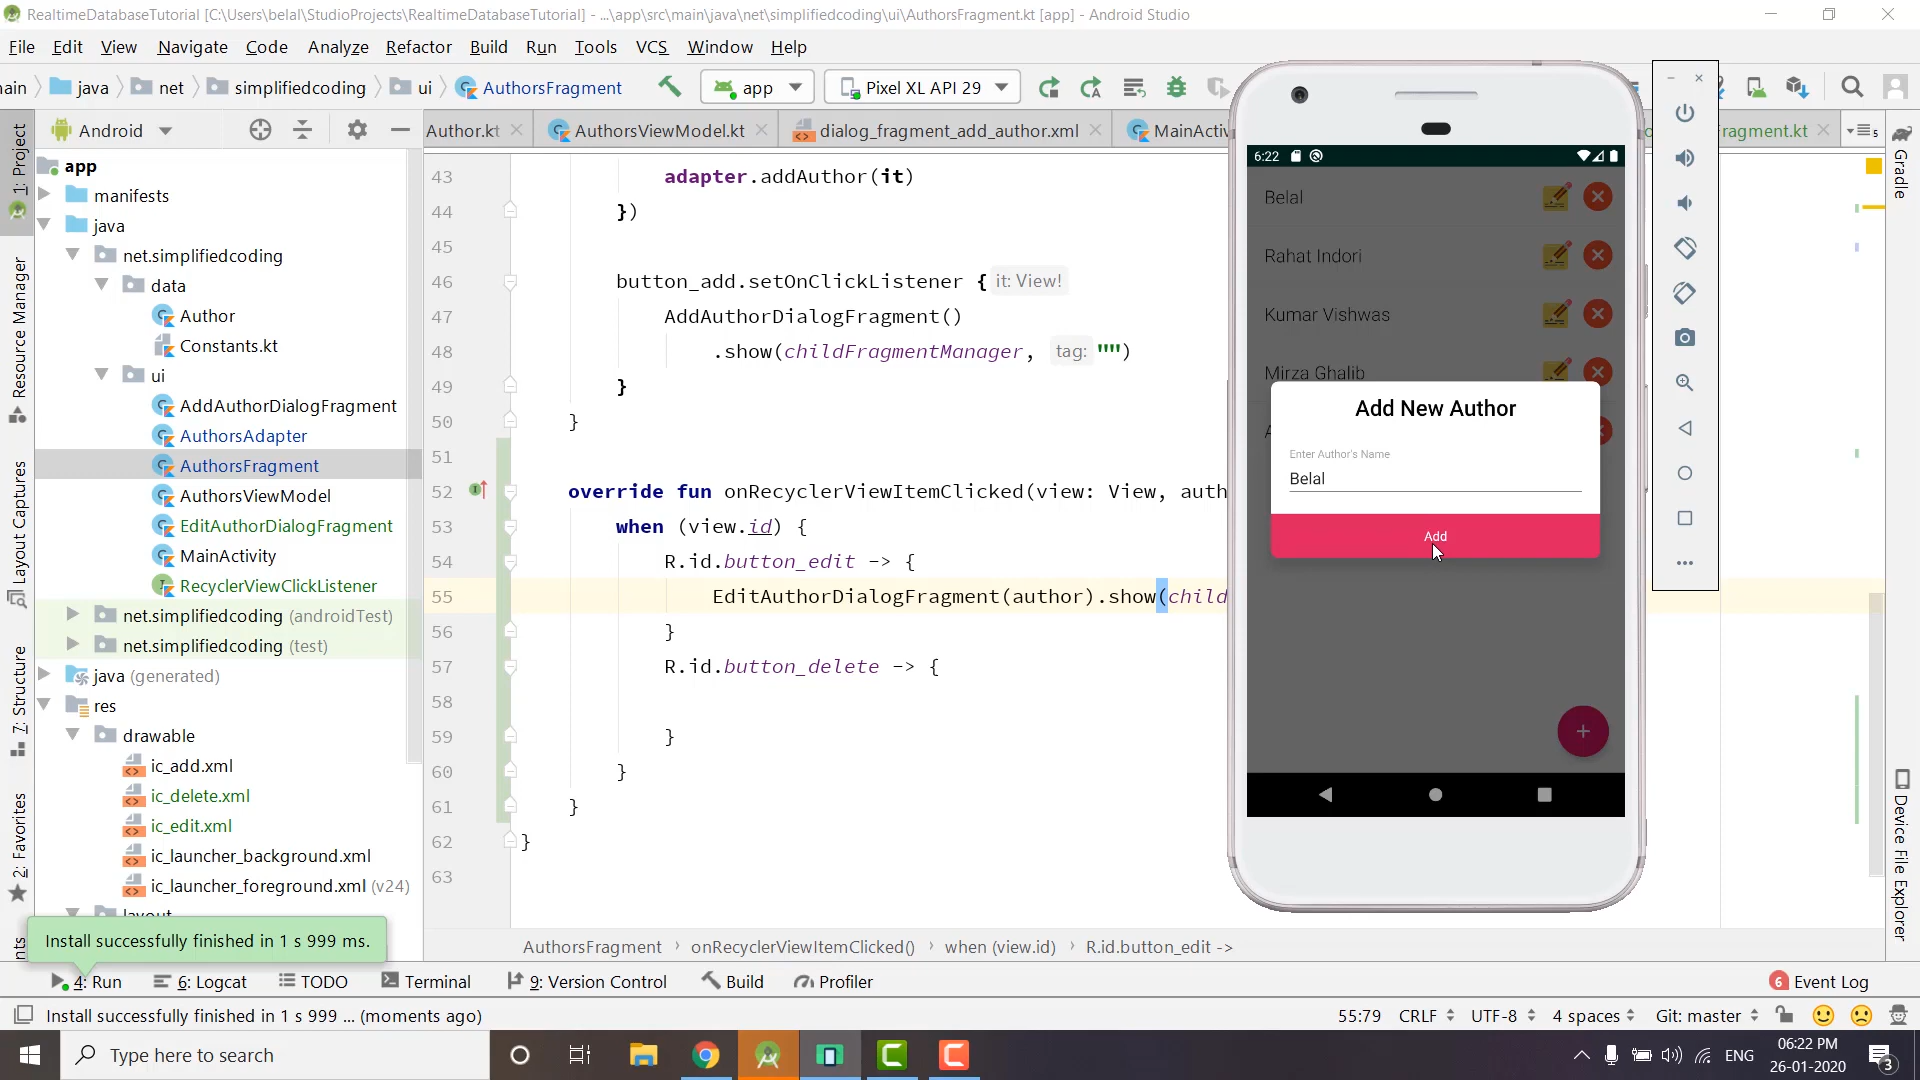 RealtimeDatabaseTutorial [C:\Users\belal\StudioProjects\RealtimeDatabaseTutorial] - ...\app\src\main\java\net\simplifiedcoding\ui\AuthorsFragment.kt [app] - Android Studio
File Edit View Navigate Code Analyze Refactor Build Run Tools VCS Window Help
ain java net simplifiedcoding ui AuthorsFragment app Pixel XL API 29
Android Author.kt AuthorsViewModel.kt dialog_fragment_add_author.xml MainActiv ragment.kt 5
1: Project
Resource Manager
Layout Captures
7: Structure
2: Favorites
nts
app
manifests
java
net.simplifiedcoding
data
Author
Constants.kt
ui
AddAuthorDialogFragment
AuthorsAdapter
AuthorsFragment
AuthorsViewModel
EditAuthorDialogFragment
MainActivity
RecyclerViewClickListener
net.simplifiedcoding (androidTest)
net.simplifiedcoding (test)
java (generated)
res
drawable
ic_add.xml
ic_delete.xml
ic_edit.xml
ic_launcher_background.xml
ic_launcher_foreground.xml (v24)
layout
Install successfully finished in 1 s 999 ms.
43 adapter.addAuthor(it)
44 })
45
46 button_add.setOnClickListener { it: View!
47 AddAuthorDialogFragment()
48 .show(childFragmentManager, tag: "")
49 }
50 }
51
52 override fun onRecyclerViewItemClicked(view: View, auth
53 when (view.id) {
54 R.id.button_edit -> {
55 EditAuthorDialogFragment(author).show(child
56 }
57 R.id.button_delete -> {
58
59 }
60 }
61 }
62 }
63
AuthorsFragment › onRecyclerViewItemClicked() › when (view.id) › R.id.button_edit ->
6:22
Belal
Rahat Indori
Kumar Vishwas
Mirza Ghalib
Add New Author
Enter Author's Name
Belal
Add
Gradle
Device File Explorer
4: Run 6: Logcat TODO Terminal 9: Version Control Build Profiler 6 Event Log
Install successfully finished in 1 s 999 ... (moments ago) 55:79 CRLF UTF-8 4 spaces Git: master
Type here to search ENG 06:22 PM
26-01-2020 3